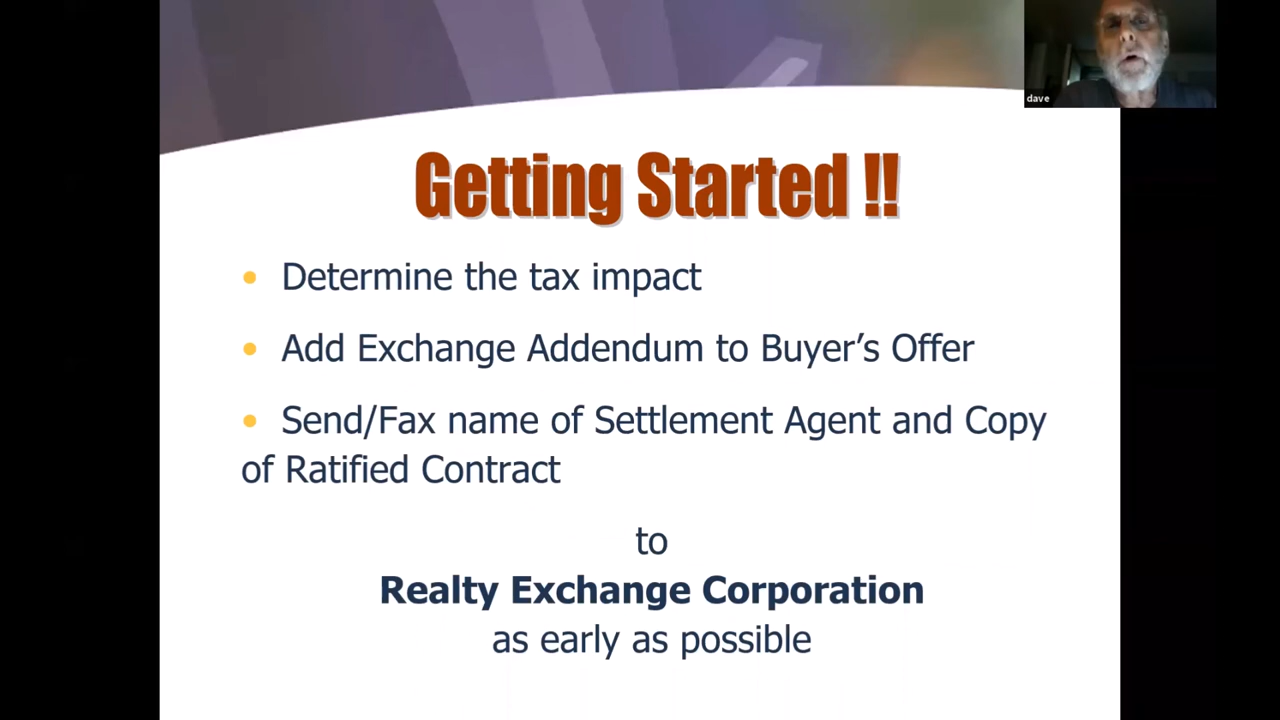 dave
Getting Started !!
• Determine the tax impact
• Add Exchange Addendum to Buyer’s Offer
• Send/Fax name of Settlement Agent and Copy
of Ratified Contract
to
Realty Exchange Corporation
as early as possible